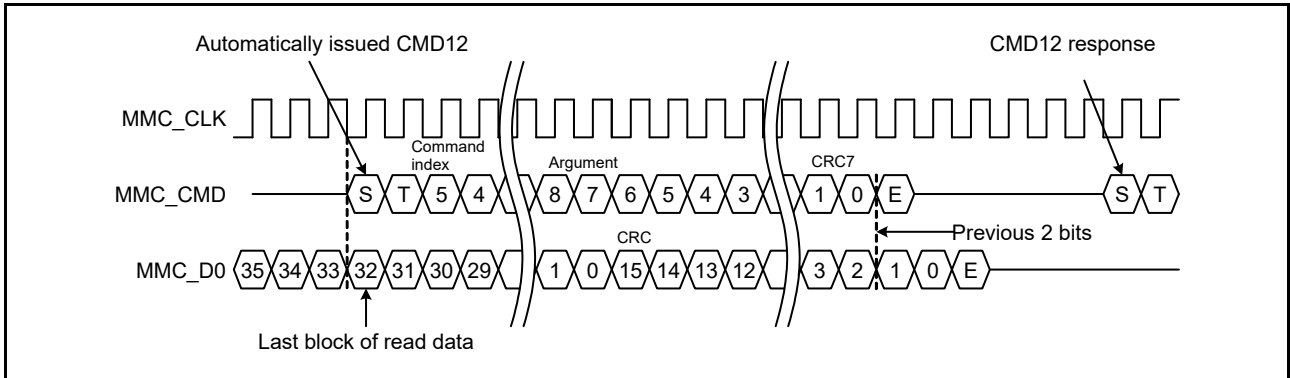 Automatically issued CMD12
CMD12 response
MMC_CLK
Command
index
Argument
CRC7
MMC_CMD
S T 5 4 8 7 6 5 4 3 1 0 E S T
Previous 2 bits
CRC
MMC_D0
35 34 33 32 31 30 29 1 0 15 14 13 12 3 2 1 0 E
Last block of read data